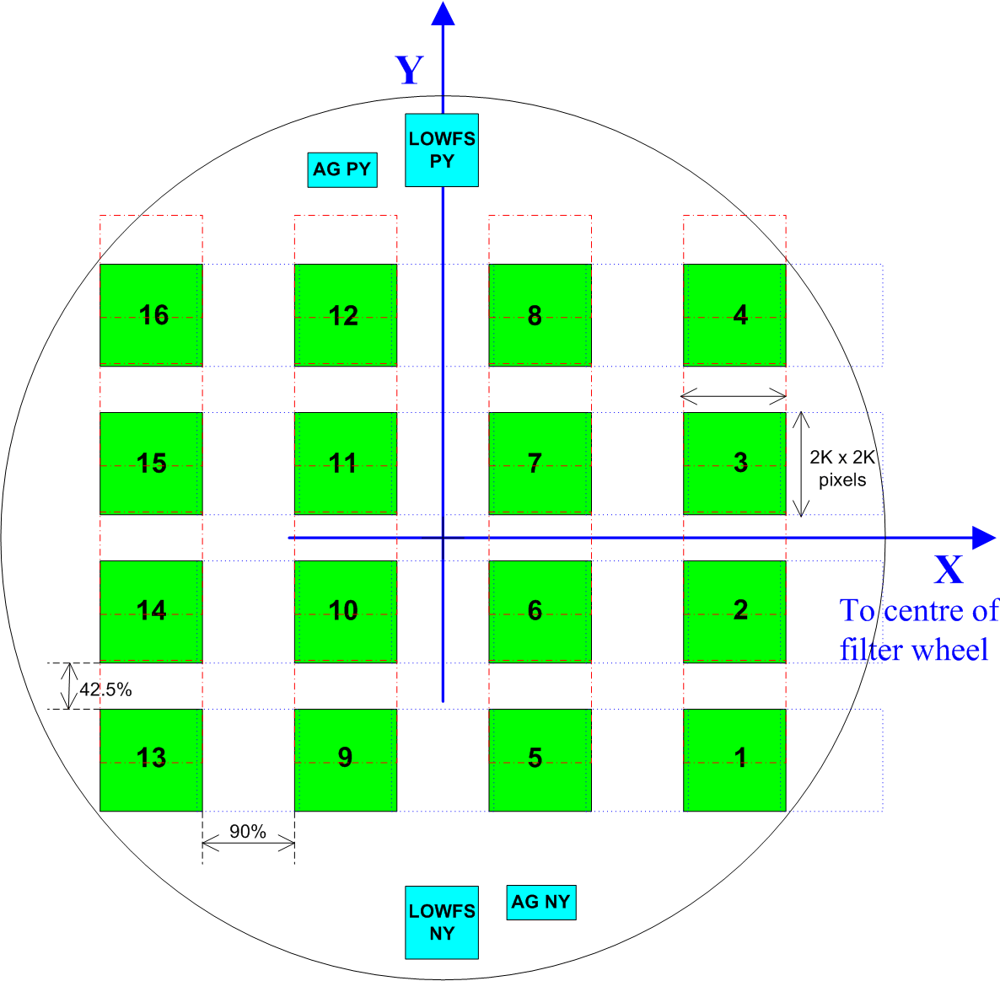 Y
LOWFS
PY
AG PY
16 12 8 4
15 11 7 3
2K x 2K
pixels
X
14 10 6 2
To centre of
filter wheel
42.5%
13 9 5 1
90%
LOWFS
NY
AG NY